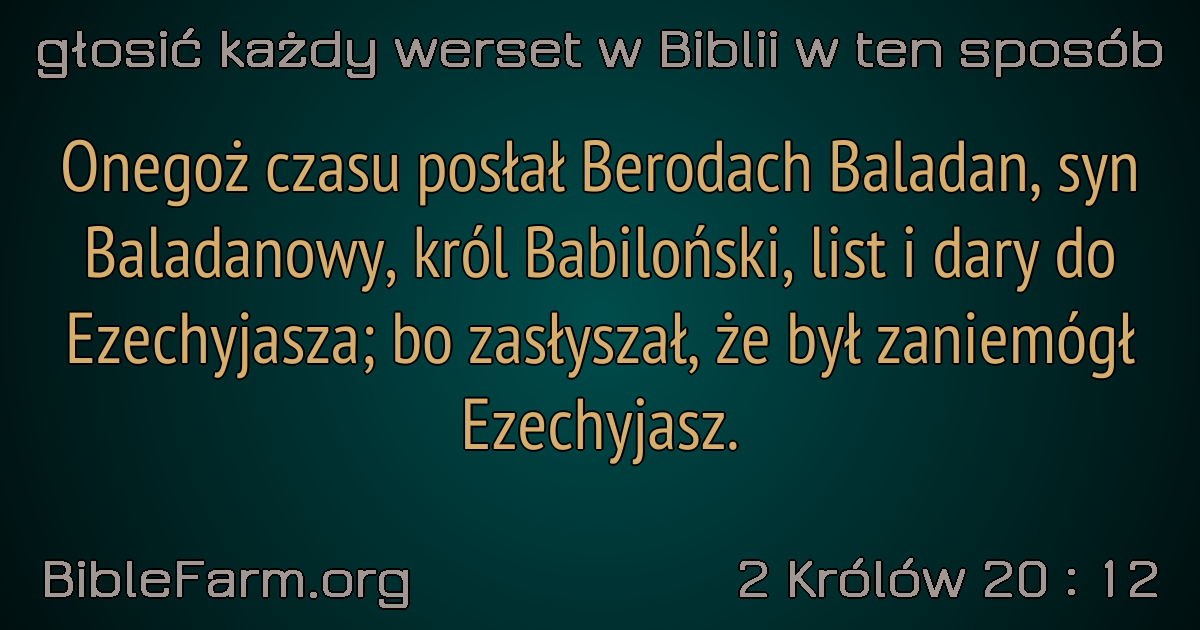 głosić każdy werset w Biblii w ten sposób
Onegoż czasu posłał Berodach Baladan, syn
Baladanowy, król Babiloński, list i dary do
Ezechyjasza; bo zasłyszał, że był zaniemógł
Ezechyjasz.
BibleFarm.org
2 Królów 20 : 12